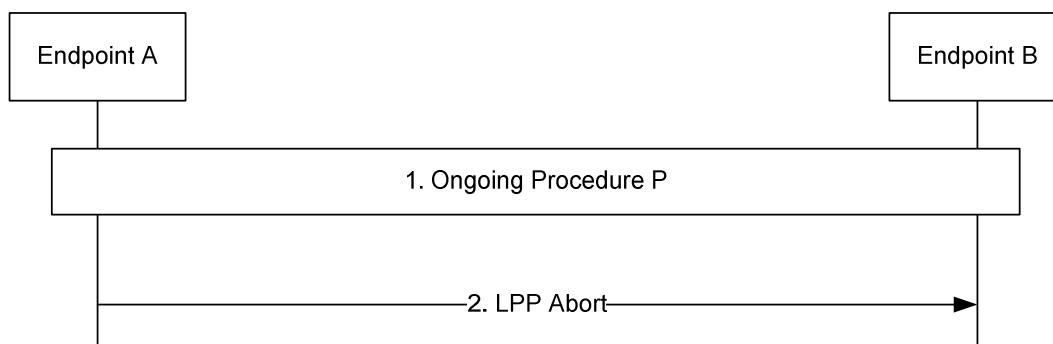 Endpoint A
Endpoint B
1. Ongoing Procedure P
2. LPP Abort